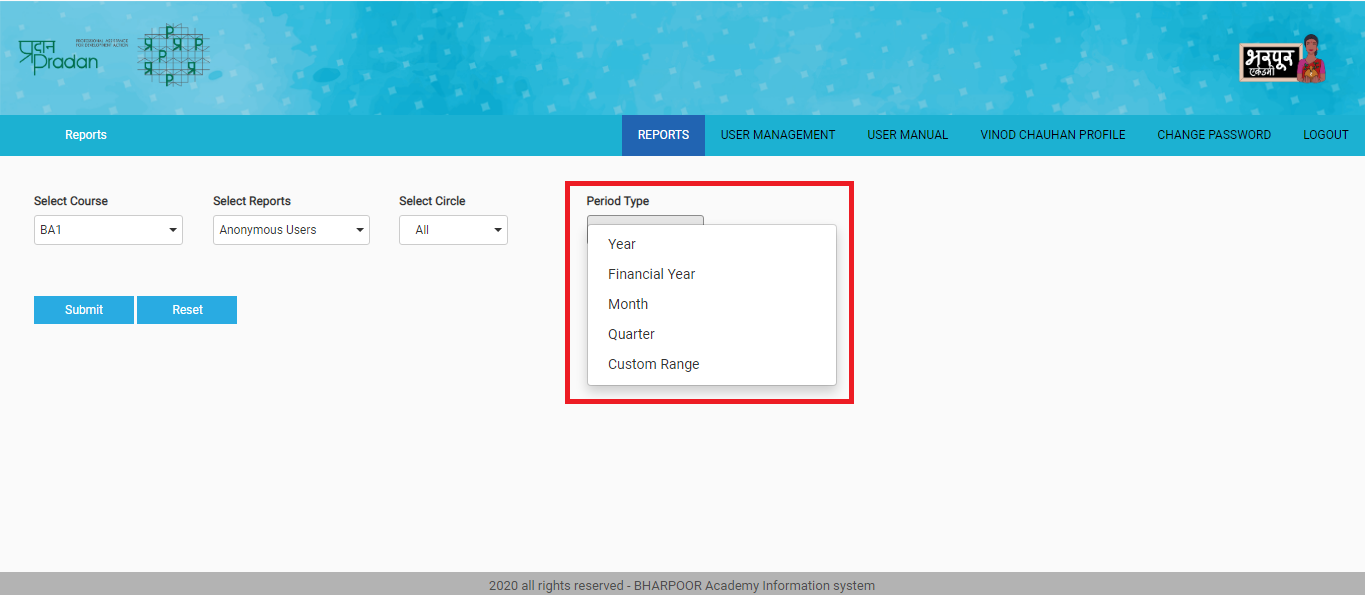 प्रदान
Pradan
PROFESSIONAL ASSISTANCE
FOR DEVELOPMENT ACTION
भरपूर
एकेडमी
Reports
REPORTS
USER MANAGEMENT
USER MANUAL
VINOD CHAUHAN PROFILE
CHANGE PASSWORD
LOGOUT
Select Course
BA1
Select Reports
Anonymous Users
Select Circle
All
Period Type
Year
Financial Year
Month
Quarter
Custom Range
Submit
Reset
2020 all rights reserved - BHARPOOR Academy Information system